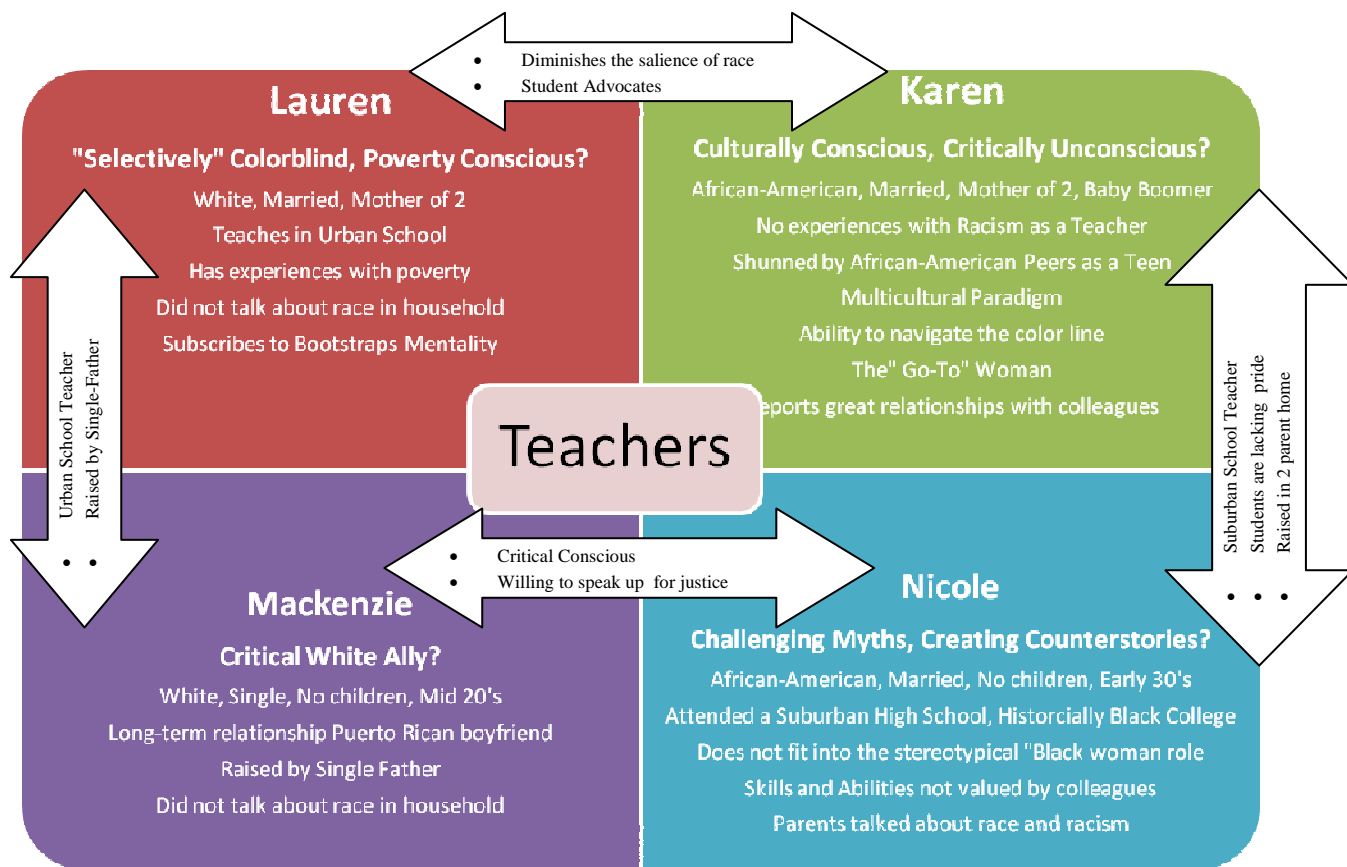 • Diminishes the salience of race
• Student Advocates
Lauren
"Selectively" Colorblind, Poverty Conscious?
White, Married, Mother of 2
Teaches in Urban School
Has experiences with poverty
Did not talk about race in household
Subscribes to Bootstraps Mentality
Karen
Culturally Conscious, Critically Unconscious?
African-American, Married, Mother of 2, Baby Boomer
No experiences with Racism as a Teacher
Shunned by African-American Peers as a Teen
Multicultural Paradigm
Ability to navigate the color line
The" Go-To" Woman
eports great relationships with colleagues
• Urban School Teacher
• Raised by Single-Father
Teachers
• Suburban School Teacher
• Students are lacking pride
• Raised in 2 parent home
• Critical Conscious
• Willing to speak up for justice
Mackenzie
Critical White Ally?
White, Single, No children, Mid 20's
Long-term relationship Puerto Rican boyfriend
Raised by Single Father
Did not talk about race in household
Nicole
Challenging Myths, Creating Counterstories?
African-American, Married, No children, Early 30's
Attended a Suburban High School, Historcially Black College
Does not fit into the stereotypical "Black woman role
Skills and Abilities not valued by colleagues
Parents talked about race and racism